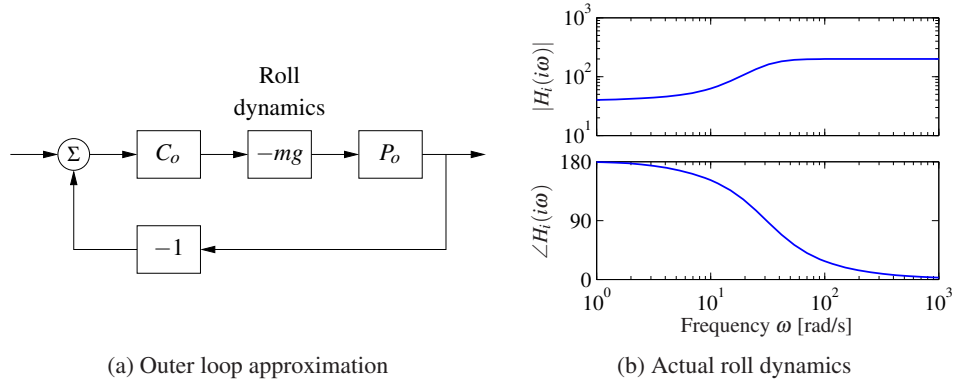 Roll
dynamics
Σ
C_o
−mg
P_o
−1
(a) Outer loop approximation
|H_i(iω)|
10^3
10^2
10^1
∠H_i(iω)
180
90
0
10^0 10^1 10^2 10^3
Frequency ω [rad/s]
(b) Actual roll dynamics